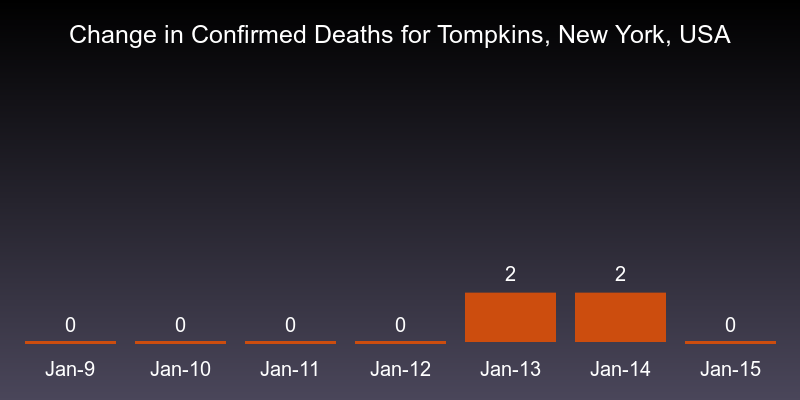 Change in Confirmed Deaths for Tompkins, New York, USA
2 2
0 0 0 0 0
Jan-9 Jan-10 Jan-11 Jan-12 Jan-13 Jan-14 Jan-15